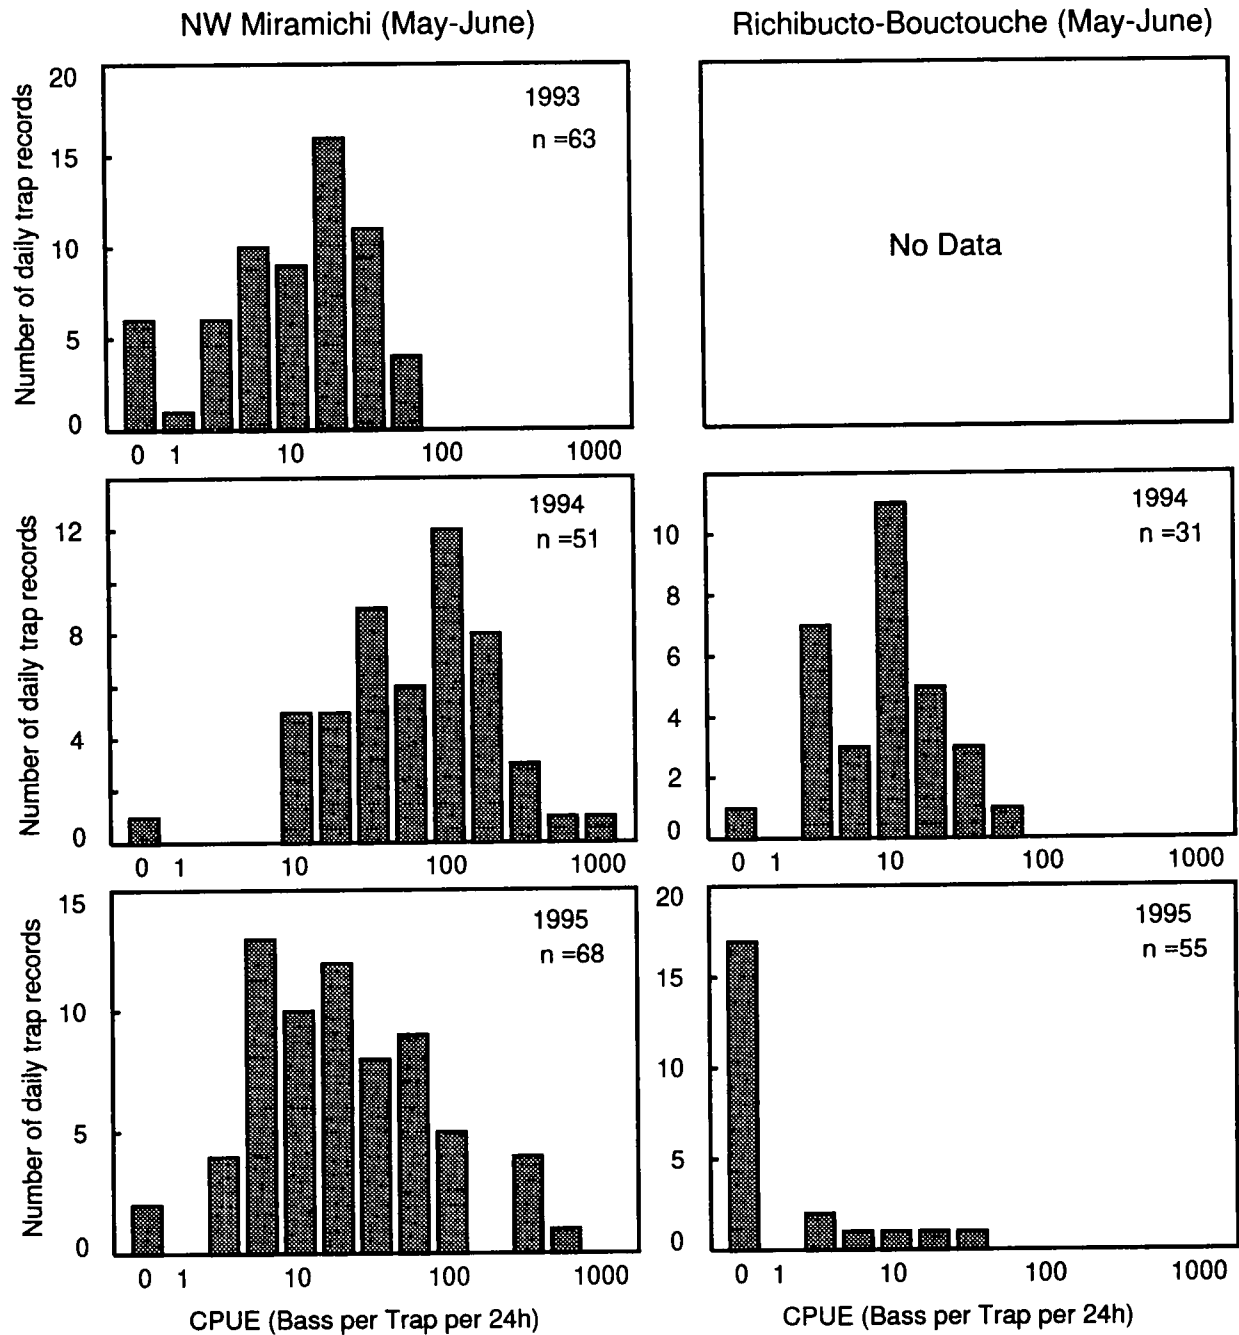 NW Miramichi (May-June)
Richibucto-Bouctouche (May-June)
Number of daily trap records
20
15
10
5
0
1993
n =63
0 1 10 100 1000
No Data
Number of daily trap records
12
8
4
0
1994
n =51
0 1 10 100 1000
10
8
6
4
2
0
1994
n =31
0 1 10 100 1000
Number of daily trap records
15
10
5
0
1995
n =68
0 1 10 100 1000
CPUE (Bass per Trap per 24h)
20
15
10
5
0
1995
n =55
0 1 10 100 1000
CPUE (Bass per Trap per 24h)